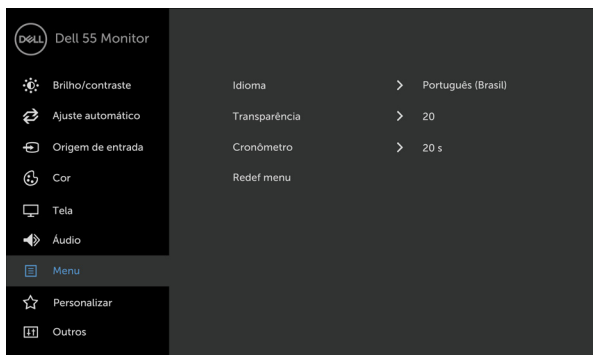 DELL Dell 55 Monitor
Brilho/contraste
Ajuste automático
Origem de entrada
Cor
Tela
Áudio
Menu
Personalizar
Outros
Idioma > Português (Brasil)
Transparência > 20
Cronômetro > 20 s
Redef menu